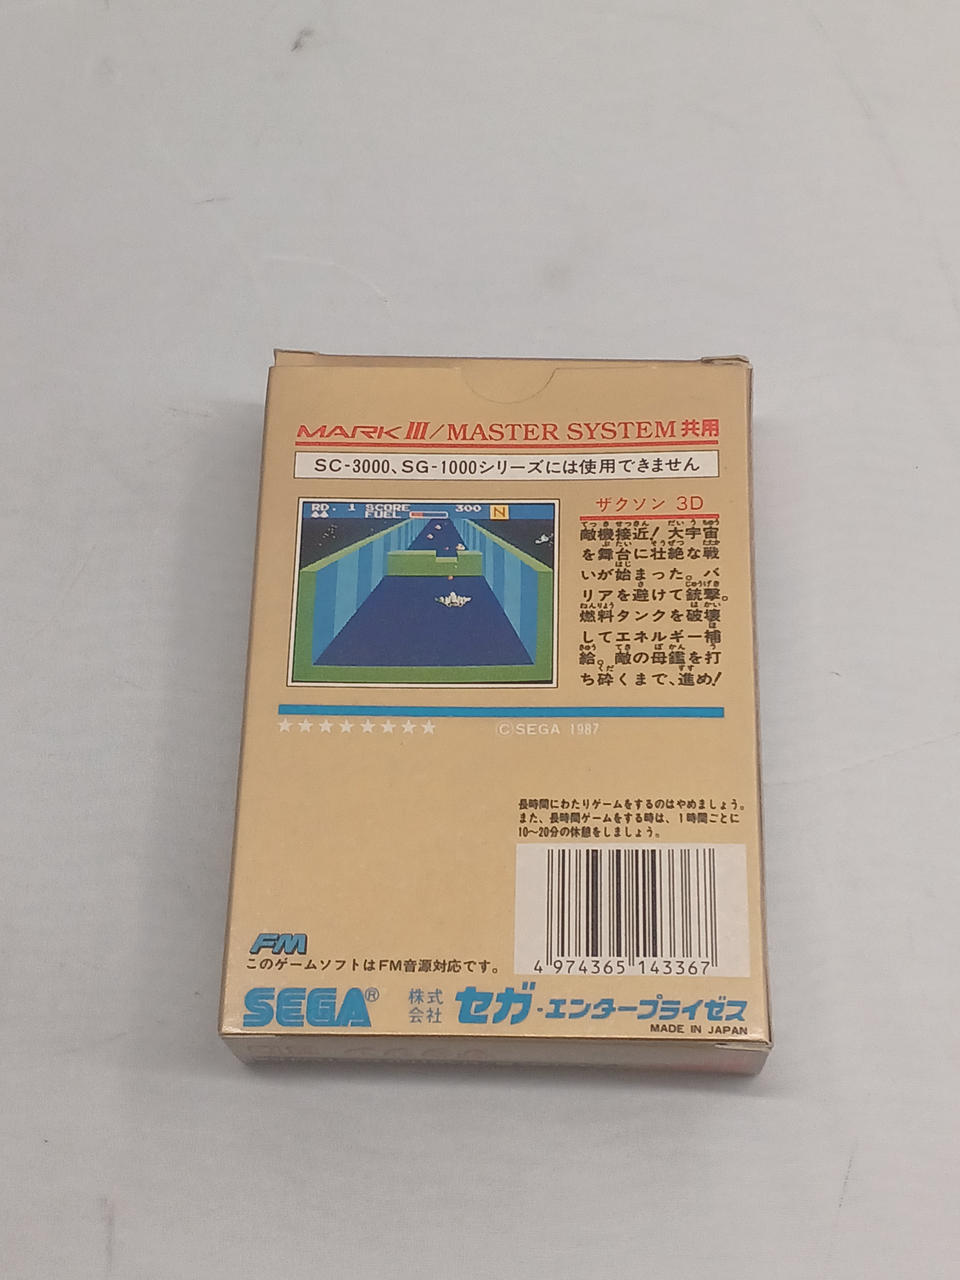 MARK III/MASTER SYSTEM 共用
SC-3000、SG-1000シリーズには使用できません
RD. 1 SCORE 300 N
FUEL
ザクソン 3D
敵機接近! 大宇宙
を舞台に壮絶な戦
いが始まった。バ
リアを避けて銃撃。
燃料タンクを破壊
してエネルギー補
給。敵の母鑑を打
ち砕くまで、進め!
★★★★★★★★
©SEGA 1987
長時間にわたりゲームをするのはやめましょう。
また、長時間ゲームをする時は、1時間ごとに
10〜20分の休憩をしましょう。
4 974365 143367
FM
このゲームソフトはFM音源対応です。
SEGA® 株式会社 セガ・エンタープライゼス
MADE IN JAPAN